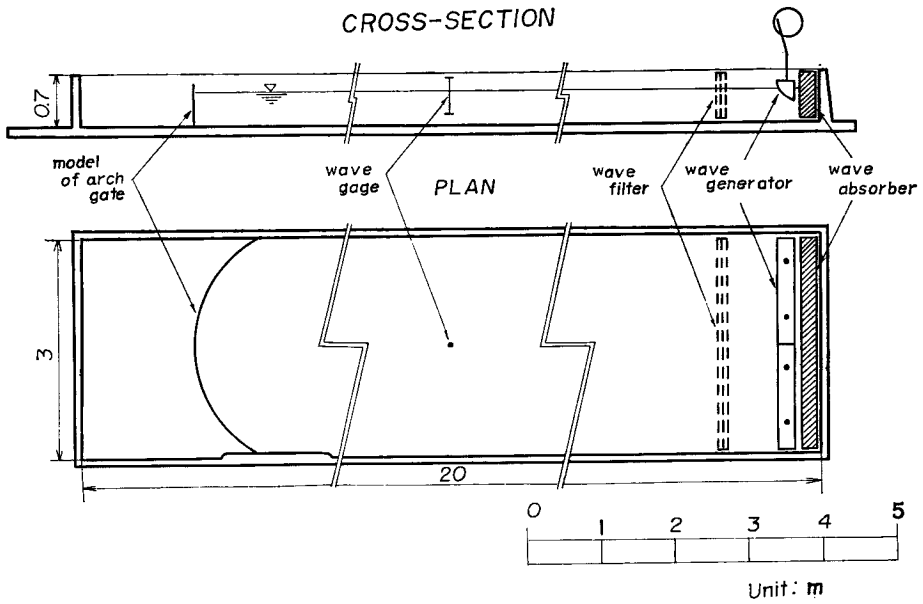 CROSS-SECTION
0.7
model
of arch
gate
wave
gage
PLAN
wave
filter
wave
generator
wave
absorber
3
20
0
1
2
3
4
5
Unit: m